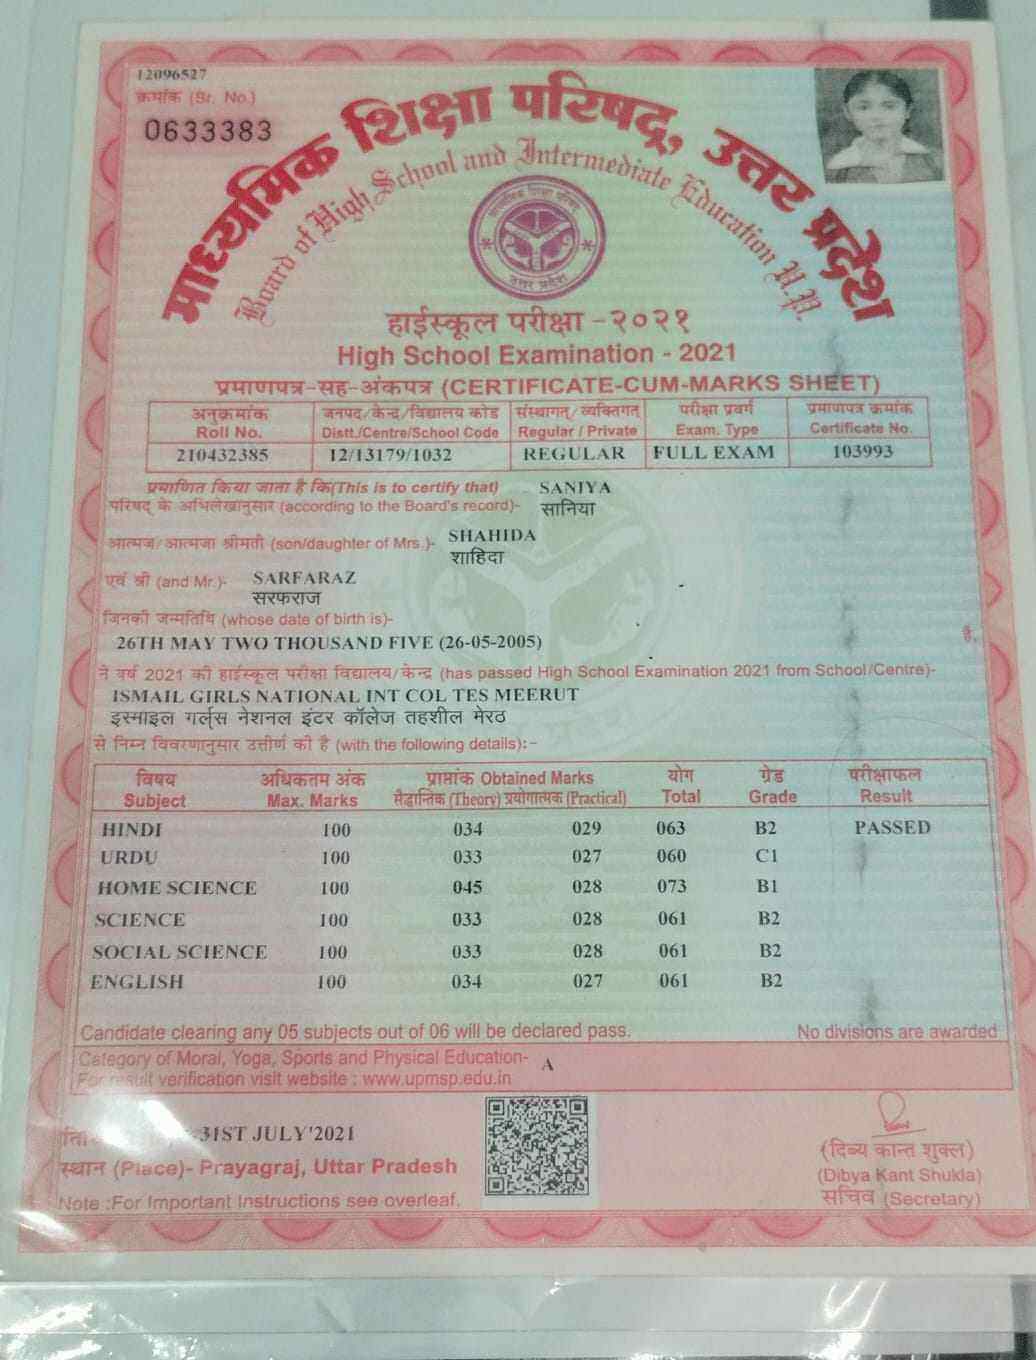 12096527
क्रमांक (Sr. No.)
0633383
माध्यमिक शिक्षा परिषद्, उत्तर प्रदेश
Board of High School and Intermediate Education U.P.
उत्तर प्रदेश
हाईस्कूल परीक्षा - २०२१
High School Examination - 2021
प्रमाणपत्र-सह-अंकपत्र (CERTIFICATE-CUM-MARKS SHEET)
अनुक्रमांक जनपद/केन्द्र/विद्यालय कोड संस्थागत/व्यक्तिगत परीक्षा प्रवर्ग प्रमाणपत्र क्रमांक
Roll No. Distt./Centre/School Code Regular / Private Exam. Type Certificate No.
210432385 12/13179/1032 REGULAR FULL EXAM 103993
प्रमाणित किया जाता है कि(This is to certify that) SANIYA
परिषद् के अभिलेखानुसार (according to the Board's record)- सानिया
आत्मज/आत्मजा श्रीमती (son/daughter of Mrs.)- SHAHIDA
शाहिदा
एवं श्री (and Mr.)- SARFARAZ
सरफराज
जिनकी जन्मतिथि (whose date of birth is)-
26TH MAY TWO THOUSAND FIVE (26-05-2005) है,
ने वर्ष 2021 की हाईस्कूल परीक्षा विद्यालय/केन्द्र (has passed High School Examination 2021 from School/Centre)-
ISMAIL GIRLS NATIONAL INT COL TES MEERUT
इस्माइल गर्ल्स नेशनल इंटर कॉलेज तहशील मेरठ
से निम्न विवरणानुसार उत्तीर्ण की है (with the following details):-
विषय अधिकतम अंक प्राप्तांक Obtained Marks योग ग्रेड परीक्षाफल
Subject Max. Marks सैद्धान्तिक (Theory) प्रयोगात्मक (Practical) Total Grade Result
HINDI 100 034 029 063 B2 PASSED
URDU 100 033 027 060 C1
HOME SCIENCE 100 045 028 073 B1
SCIENCE 100 033 028 061 B2
SOCIAL SCIENCE 100 033 028 061 B2
ENGLISH 100 034 027 061 B2
Candidate clearing any 05 subjects out of 06 will be declared pass. No divisions are awarded
Category of Moral, Yoga, Sports and Physical Education- A
For result verification visit website : www.upmsp.edu.in
31ST JULY'2021
स्थान (Place)- Prayagraj, Uttar Pradesh
Note :For Important Instructions see overleaf.
(दिब्य कान्त शुक्ल)
(Dibya Kant Shukla)
सचिव (Secretary)